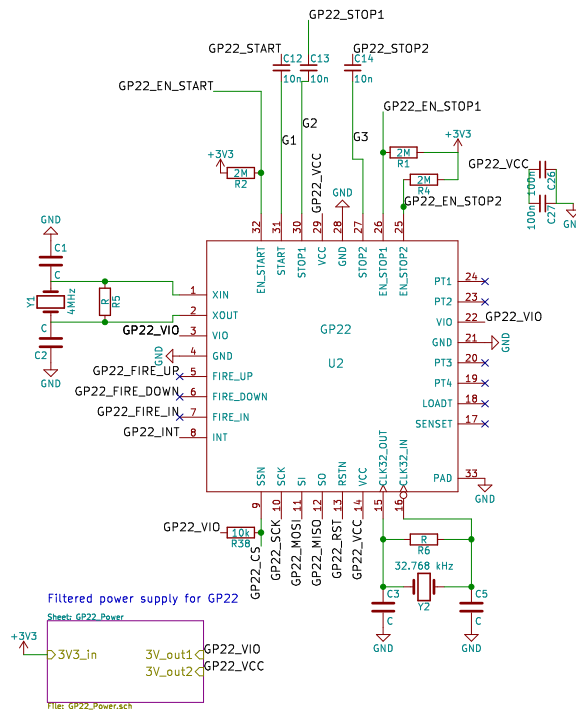 GP22_STOP1
GP22_START
C12
10n
C13
10n
C14
10n
GP22_STOP2
GP22_EN_START
GP22_EN_STOP1
G1
G2
G3
+3V3
2M
R2
GP22_VCC
GND
2M
R1
+3V3
2M
R4
GP22_EN_STOP2
GP22_VCC
100n
C26
100n
C27
GND
32
31
30
29
28
27
26
25
EN_START
START
STOP1
VCC
GND
STOP2
EN_STOP1
EN_STOP2
GND
C1
C
Y1
4MHz
R
R5
C
C2
GND
GP22_VIO
GND
GP22_FIRE_UP
GP22_FIRE_DOWN
GP22_FIRE_IN
GP22_INT
1 XIN
2 XOUT
3 VIO
4 GND
5 FIRE_UP
6 FIRE_DOWN
7 FIRE_IN
8 INT
GP22
U2
PT1 24
PT2 23
VIO 22 GP22_VIO
GND 21 GND
PT3 20
PT4 19
LOADT 18
SENSET 17
PAD 33
GND
SSN
SCK
SI
SO
RSTN
VCC
CLK32_OUT
CLK32_IN
9
10
11
12
13
14
15
16
GP22_VIO
10k
R38
GP22_CS
GP22_SCK
GP22_MOSI
GP22_MISO
GP22_RST
GP22_VCC
R
R6
32.768 kHz
Y2
C3
C
GND
C5
C
GND
Filtered power supply for GP22
Sheet: GP22_Power
+3V3
3V3_in
3V_out1 GP22_VIO
3V_out2 GP22_VCC
File: GP22_Power.sch